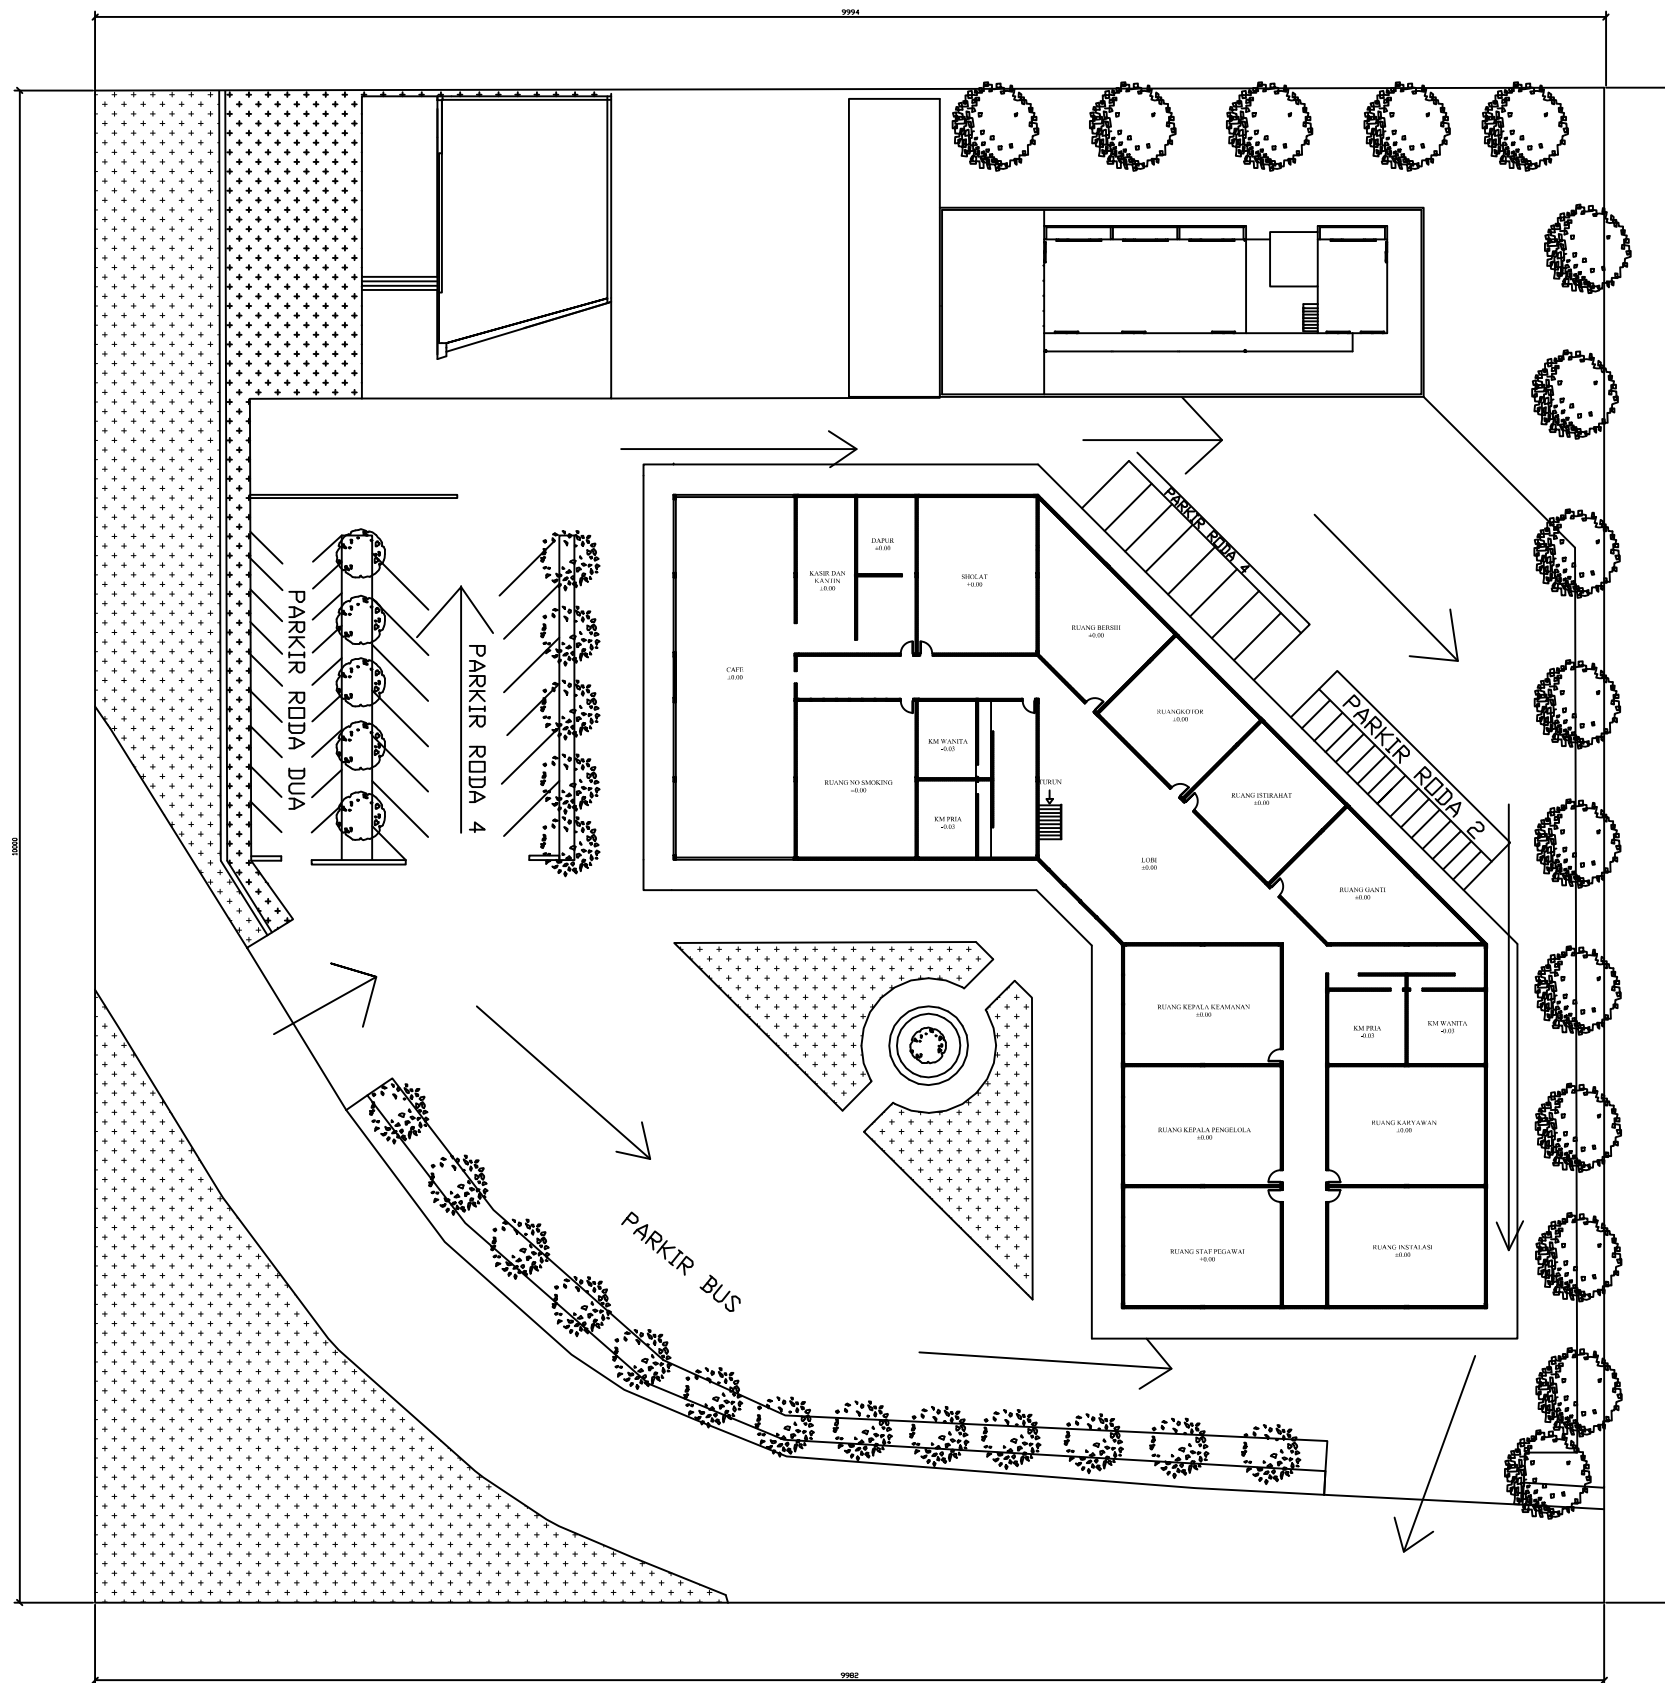 9994
10000
PARKIR RODA 4
DAPUR
±0.00
KASIR DAN
KANTIN
±0.00
SHOLAT
±0.00
RUANG BERSIH
±0.00
PARKIR RODA DUA
PARKIR RODA 4
CAFE
±0.00
RUANGKOTOR
±0.00
PARKIR RODA 2
KM WANITA
-0.03
RUANG NO SMOKING
±0.00
TURUN
RUANG ISTIRAHAT
±0.00
KM PRIA
-0.03
LOBI
±0.00
RUANG GANTI
±0.00
RUANG KEPALA KEAMANAN
±0.00
KM PRIA
-0.03
KM WANITA
-0.03
RUANG KEPALA PENGELOLA
±0.00
RUANG KARYAWAN
±0.00
PARKIR BUS
RUANG STAF PEGAWAI
±0.00
RUANG INSTALASI
±0.00
9982